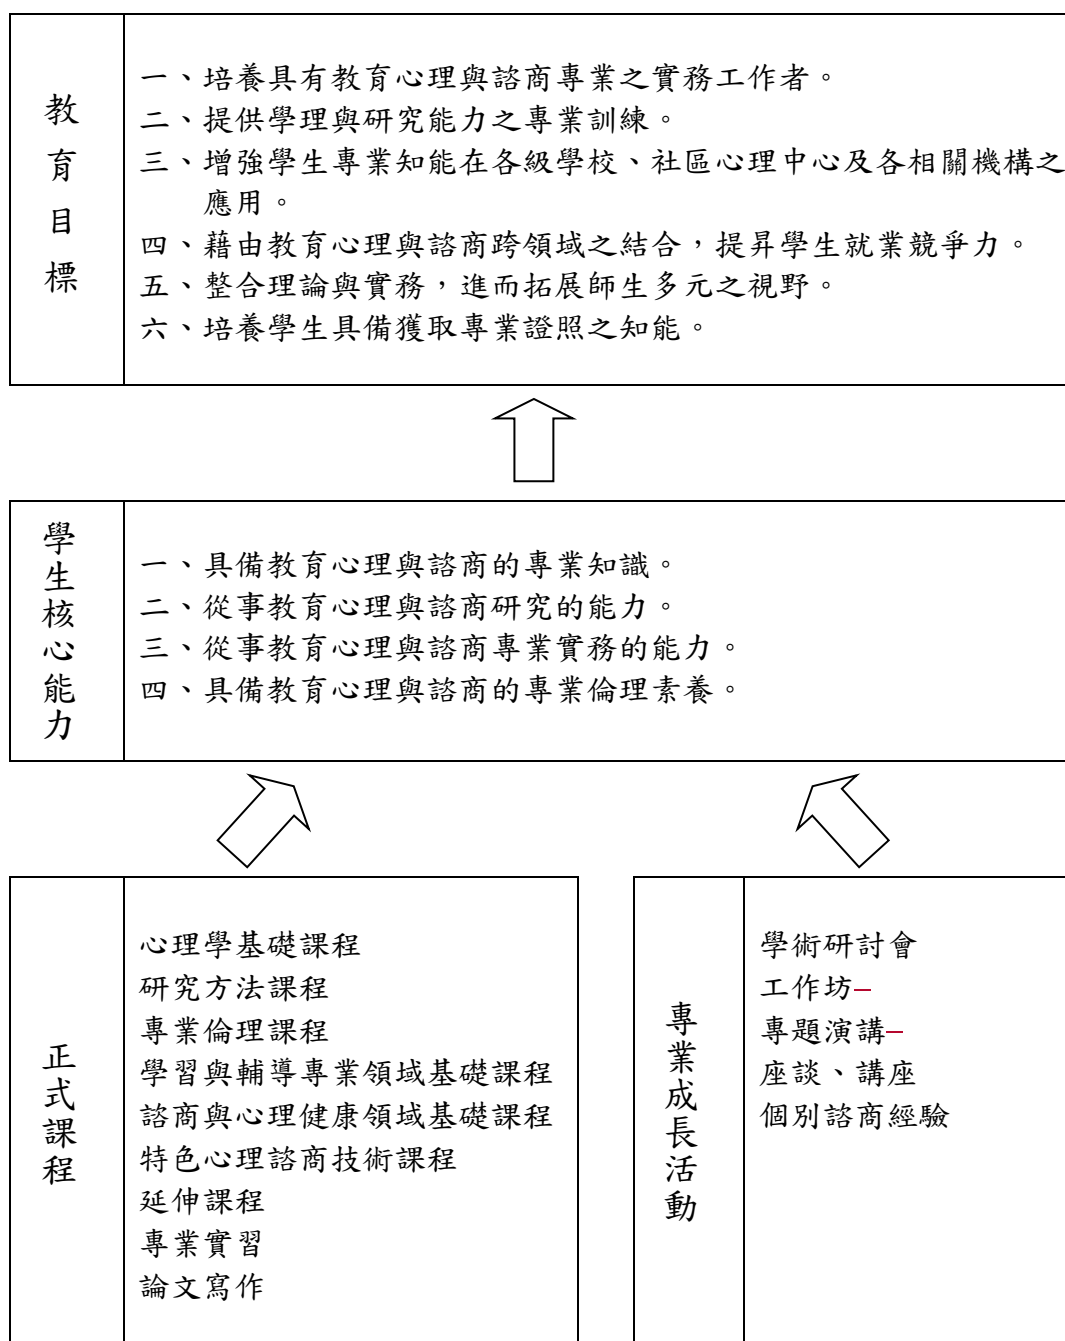 教育目標
一、培養具有教育心理與諮商專業之實務工作者。
二、提供學理與研究能力之專業訓練。
三、增強學生專業知能在各級學校、社區心理中心及各相關機構之
應用。
四、藉由教育心理與諮商跨領域之結合，提昇學生就業競爭力。
五、整合理論與實務，進而拓展師生多元之視野。
六、培養學生具備獲取專業證照之知能。
學生核心能力
一、具備教育心理與諮商的專業知識。
二、從事教育心理與諮商研究的能力。
三、從事教育心理與諮商專業實務的能力。
四、具備教育心理與諮商的專業倫理素養。
正式課程
心理學基礎課程
研究方法課程
專業倫理課程
學習與輔導專業領域基礎課程
諮商與心理健康領域基礎課程
特色心理諮商技術課程
延伸課程
專業實習
論文寫作
專業成長活動
學術研討會
工作坊
專題演講
座談、講座
個別諮商經驗